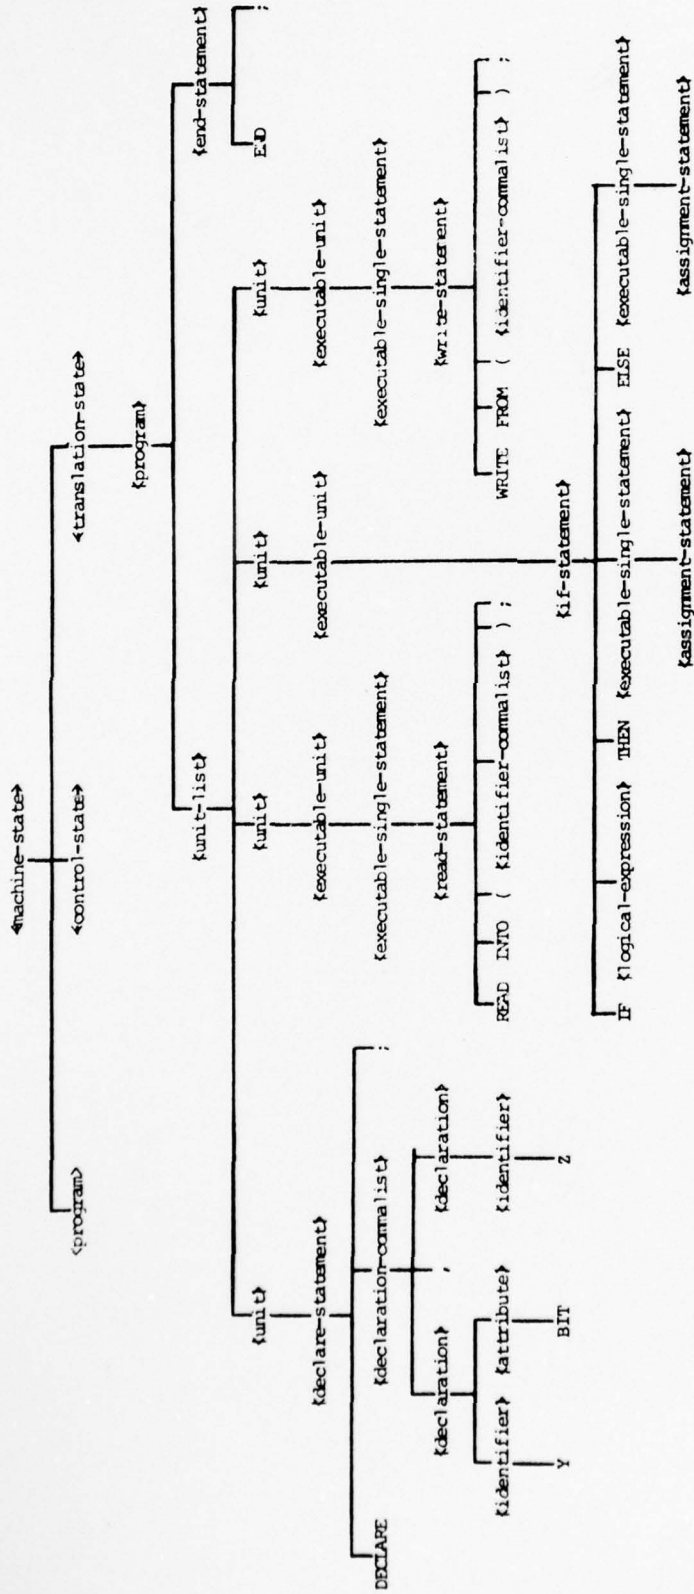 <machine-state>
<program> <control-state> <translation-state>
<program>
<unit-list> <end-statement>
<unit> <unit> <unit> <unit> END ;
<declare-statement> <executable-unit> <executable-unit> <executable-unit>
DECLARE <declaration-commalist> ; <executable-single-statement> <executable-single-statement>
<declaration> , <declaration> <read-statement> <write-statement>
<identifier> <attribute> <identifier> READ INTO ( <identifier-commalist> ) ; WRITE FROM ( <identifier-commalist> ) ;
Y BIT Z <if-statement>
IF <logical-expression> THEN <executable-single-statement> ELSE <executable-single-statement>
<assignment-statement> <assignment-statement>